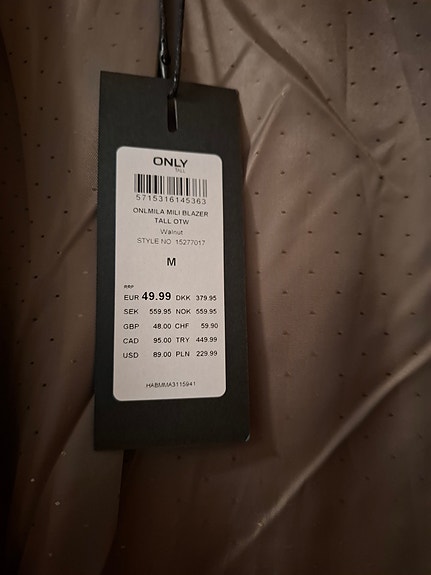 ONLY
TALL
5715316145363
ONLMILA MILI BLAZER
TALL OTW
Walnut
STYLE NO 15277017
M
RRP
EUR 49.99 DKK 379.95
SEK 559.95 NOK 559.95
GBP 48.00 CHF 59.90
CAD 95.00 TRY 449.99
USD 89.00 PLN 229.99
HABMMA3115941